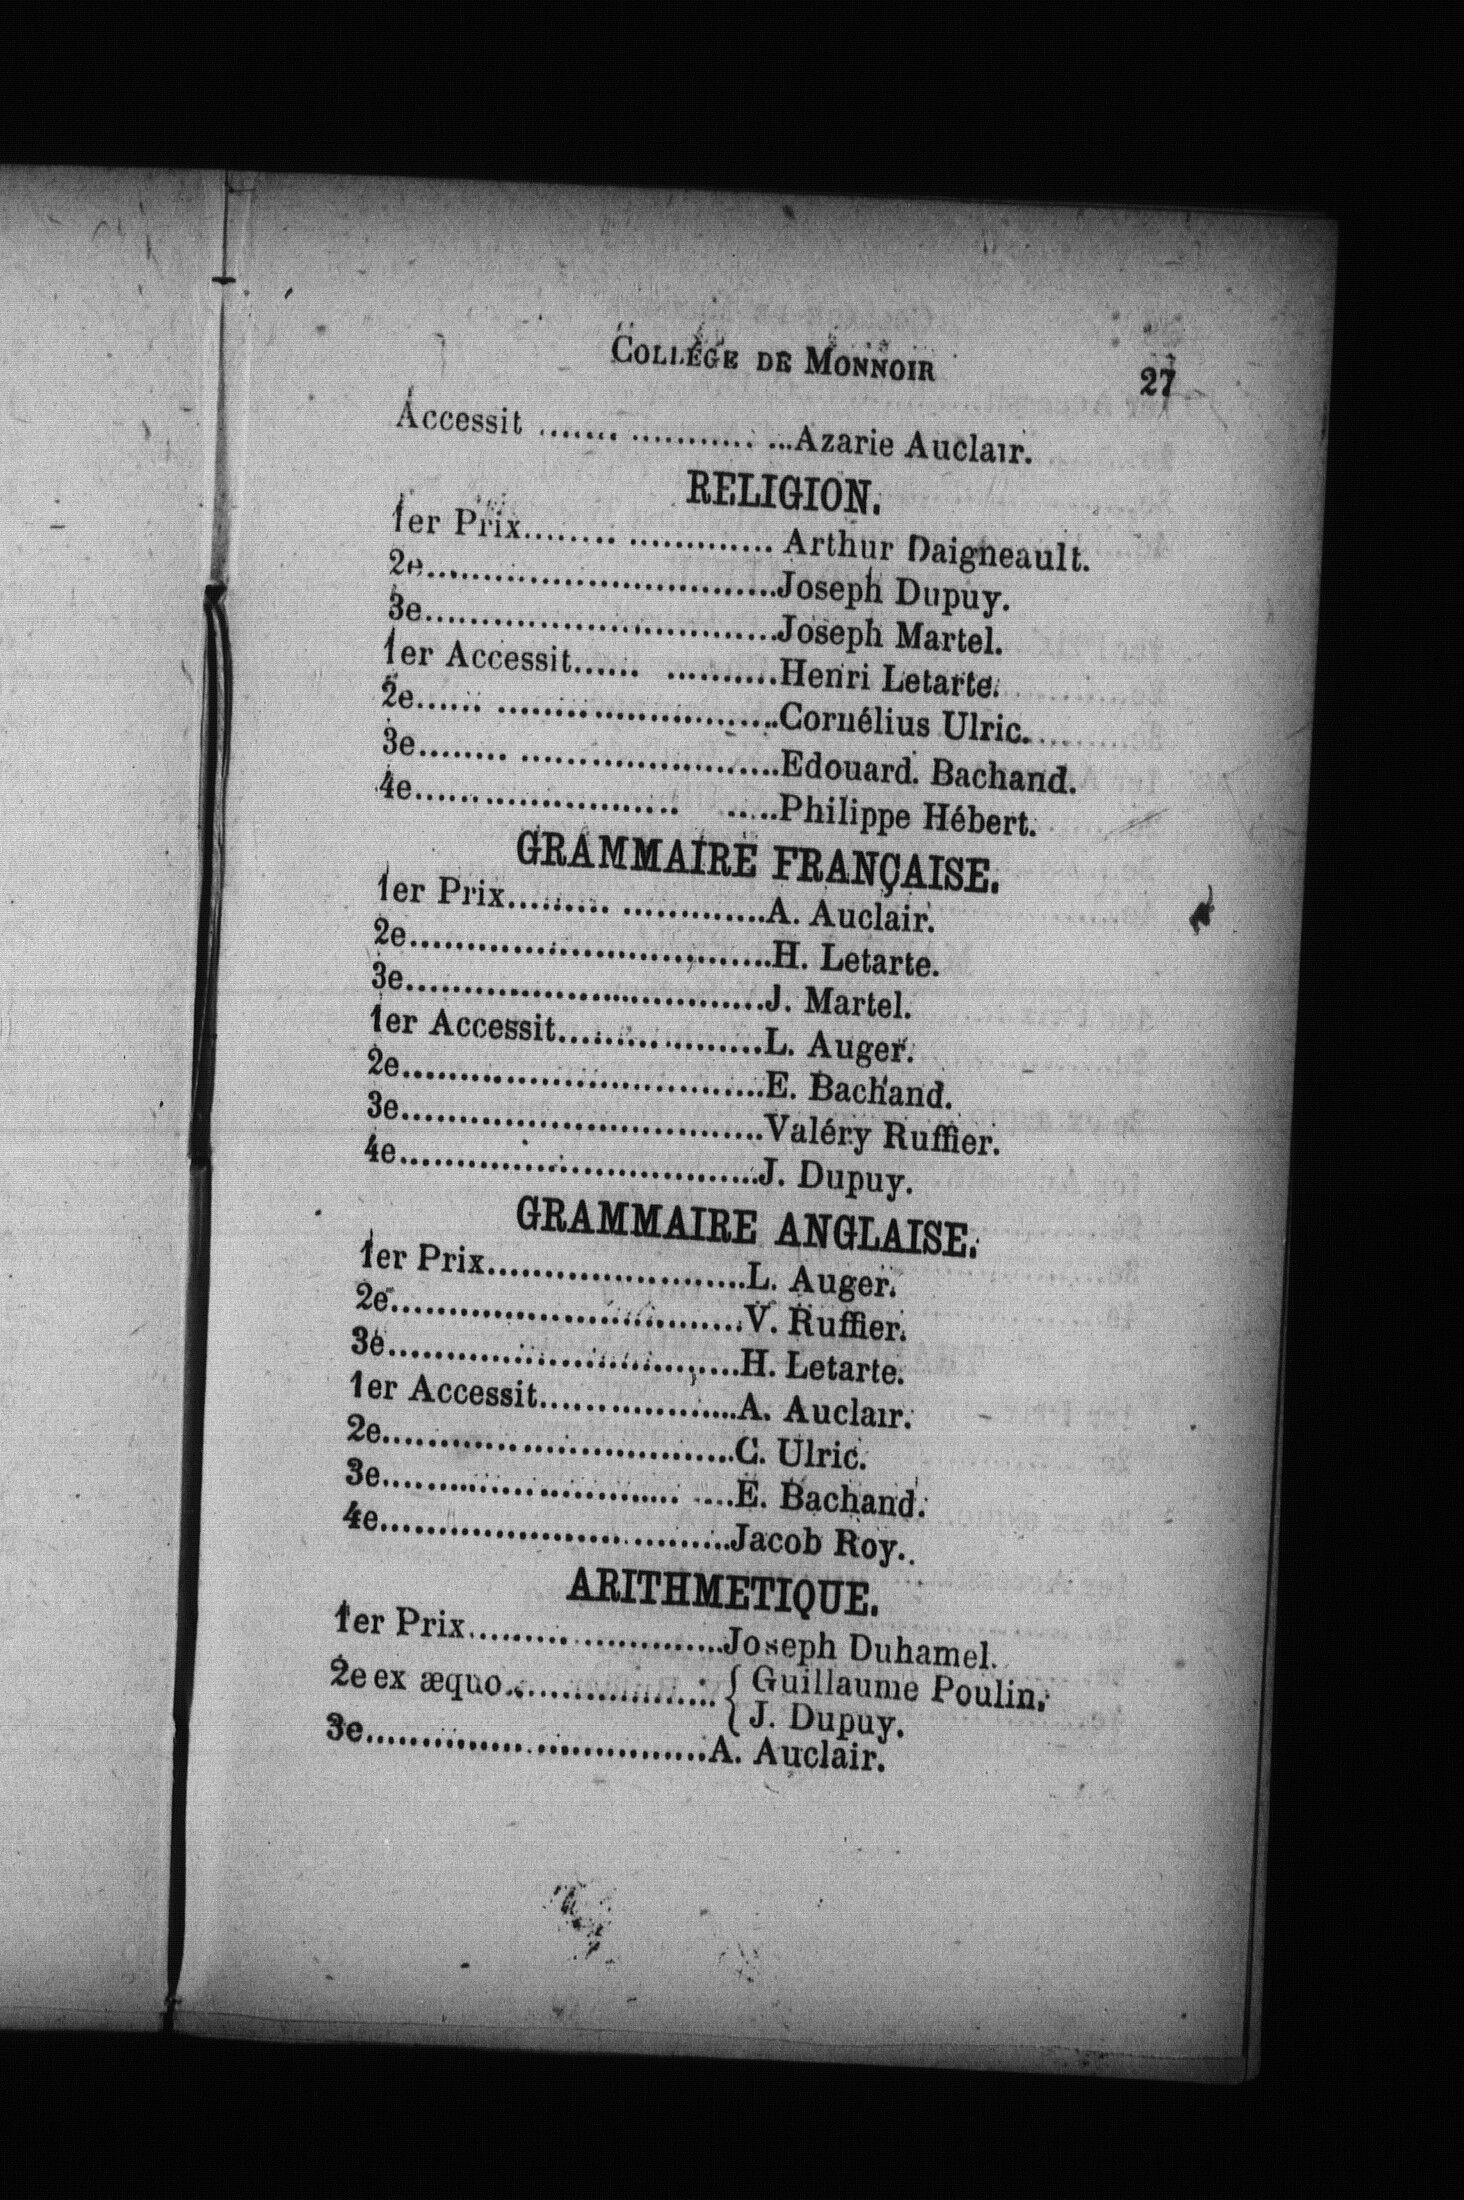 COLLÉGE DE MONNOIR 27
Accessit ....... ........... ...Azarie Auclair.
RELIGION.
1er Prix........ ............. Arthur Daigneault.
2e..............................Joseph Dupuy.
3e..............................Joseph Martel.
1er Accessit...... ..........Henri Letarte.
2e...... ........................Cornélius Ulric.
3e........ ......................Edouard. Bachand.
4e....................... .....Philippe Hébert.
GRAMMAIRE FRANÇAISE.
1er Prix......... .............A. Auclair.
2e...............................H. Letarte.
3e...............................J. Martel.
1er Accessit..................L. Auger.
2e...............................E. Bachand.
3e...............................Valéry Ruffier.
4e...............................J. Dupuy.
GRAMMAIRE ANGLAISE.
1er Prix.......................L. Auger.
2e...............................V. Ruffier.
3e...............................H. Letarte.
1er Accessit..................A. Auclair.
2e...............................C. Ulric.
3e.......................... ....E. Bachand.
4e...............................Jacob Roy.
ARITHMETIQUE.
1er Prix.......................Joseph Duhamel.
2e ex æquo...................{ Guillaume Poulin.
{ J. Dupuy.
3e...............................A. Auclair.